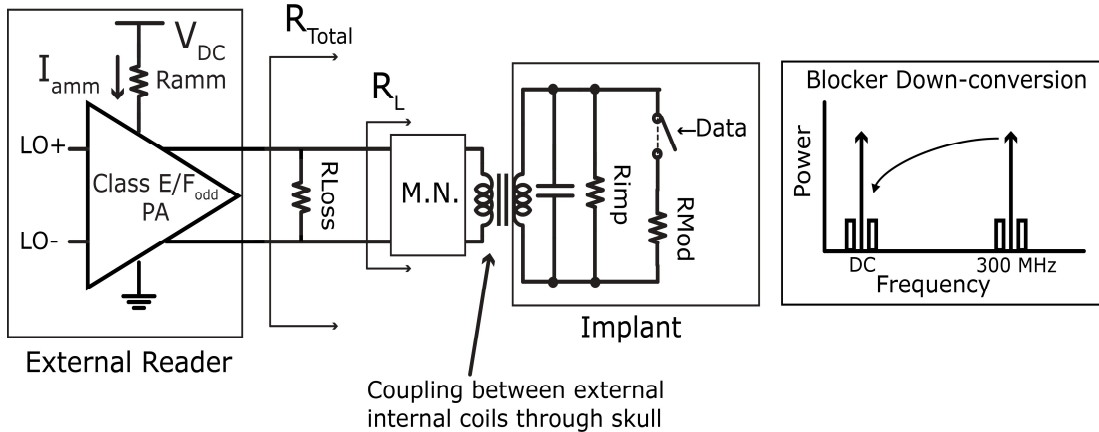 V_DC
I_amm
Ramm
LO+
Class E/F_odd
PA
LO-
External Reader
R_Total
R_L
RLoss
M.N.
Rimp
RMod
←Data
Implant
Coupling between external
internal coils through skull
Blocker Down-conversion
Power
DC
300 MHz
Frequency